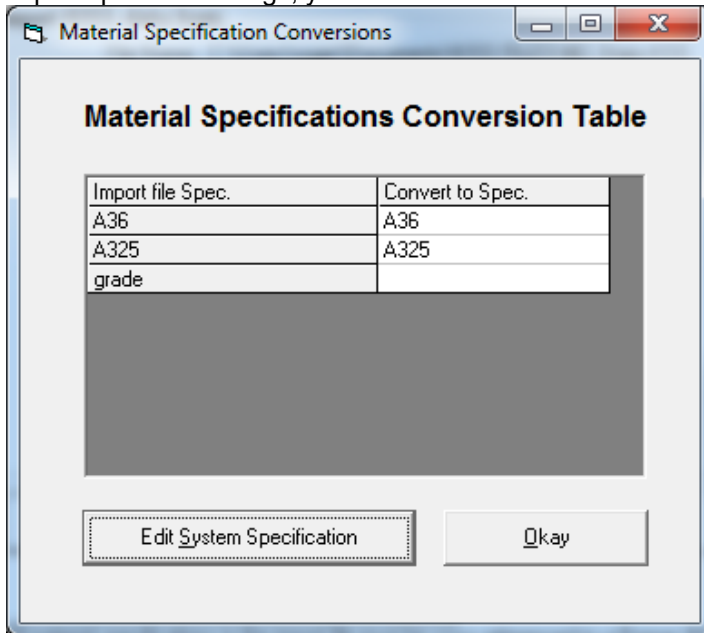 Material Specification Conversions
Material Specifications Conversion Table
Import file Spec. Convert to Spec.
A36 A36
A325 A325
grade
Edit System Specification Okay